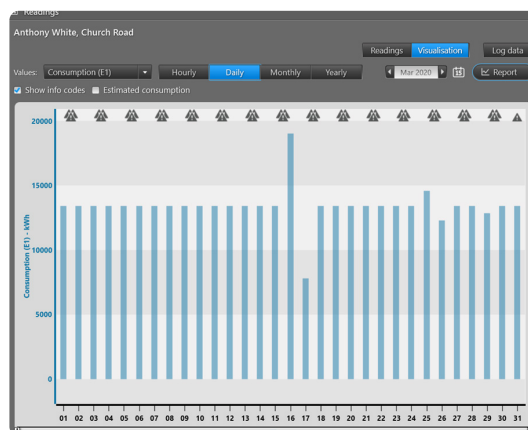 Readings
Anthony White, Church Road
Readings Visualisation Log data
Values: Consumption (E1) Hourly Daily Monthly Yearly Mar 2020 Report
Show info codes Estimated consumption
20000
15000
10000
5000
0
Consumption (E1) - kWh
01 02 03 04 05 06 07 08 09 10 11 12 13 14 15 16 17 18 19 20 21 22 23 24 25 26 27 28 29 30 31